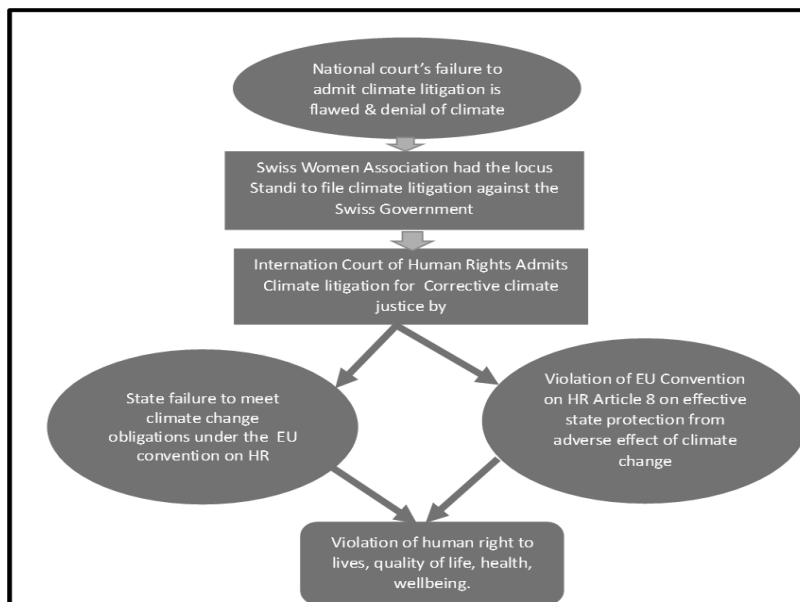 National court's failure to
admit climate litigation is
flawed & denial of climate
Swiss Women Association had the locus
Standi to file climate litigation against the
Swiss Government
Internation Court of Human Rights Admits
Climate litigation for Corrective climate
justice by
State failure to meet
climate change
obligations under the EU
convention on HR
Violation of EU Convention
on HR Article 8 on effective
state protection from
adverse effect of climate
change
Violation of human right to
lives, quality of life, health,
wellbeing.